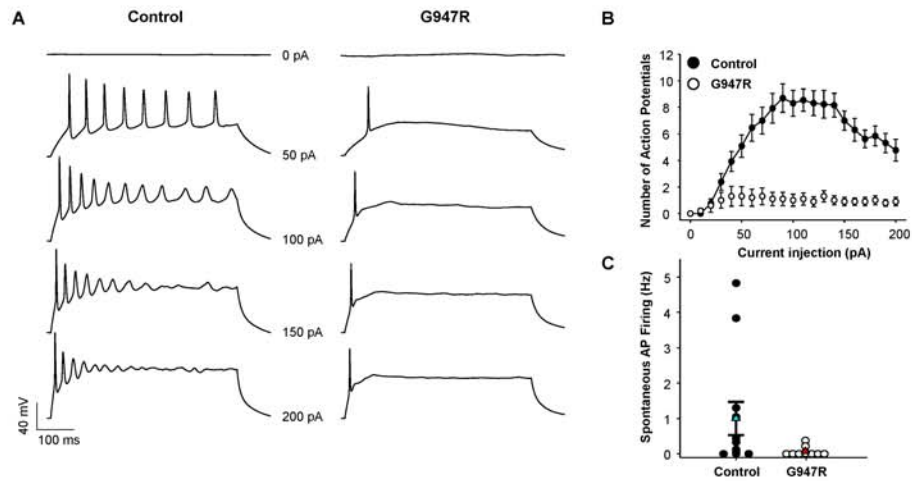 A
Control
G947R
0 pA
50 pA
100 pA
150 pA
200 pA
40 mV
100 ms
B
Number of Action Potentials
12
10
8
6
4
2
0
Control
G947R
0 50 100 150 200
Current injection (pA)
C
Spontaneous AP Firing (Hz)
5
4
3
2
1
0
Control G947R